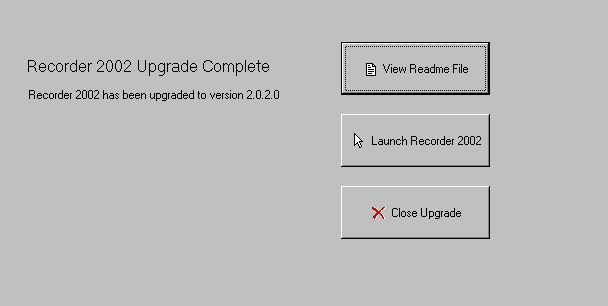 Recorder 2002 Upgrade Complete
Recorder 2002 has been upgraded to version 2.0.2.0
View Readme File
Launch Recorder 2002
Close Upgrade